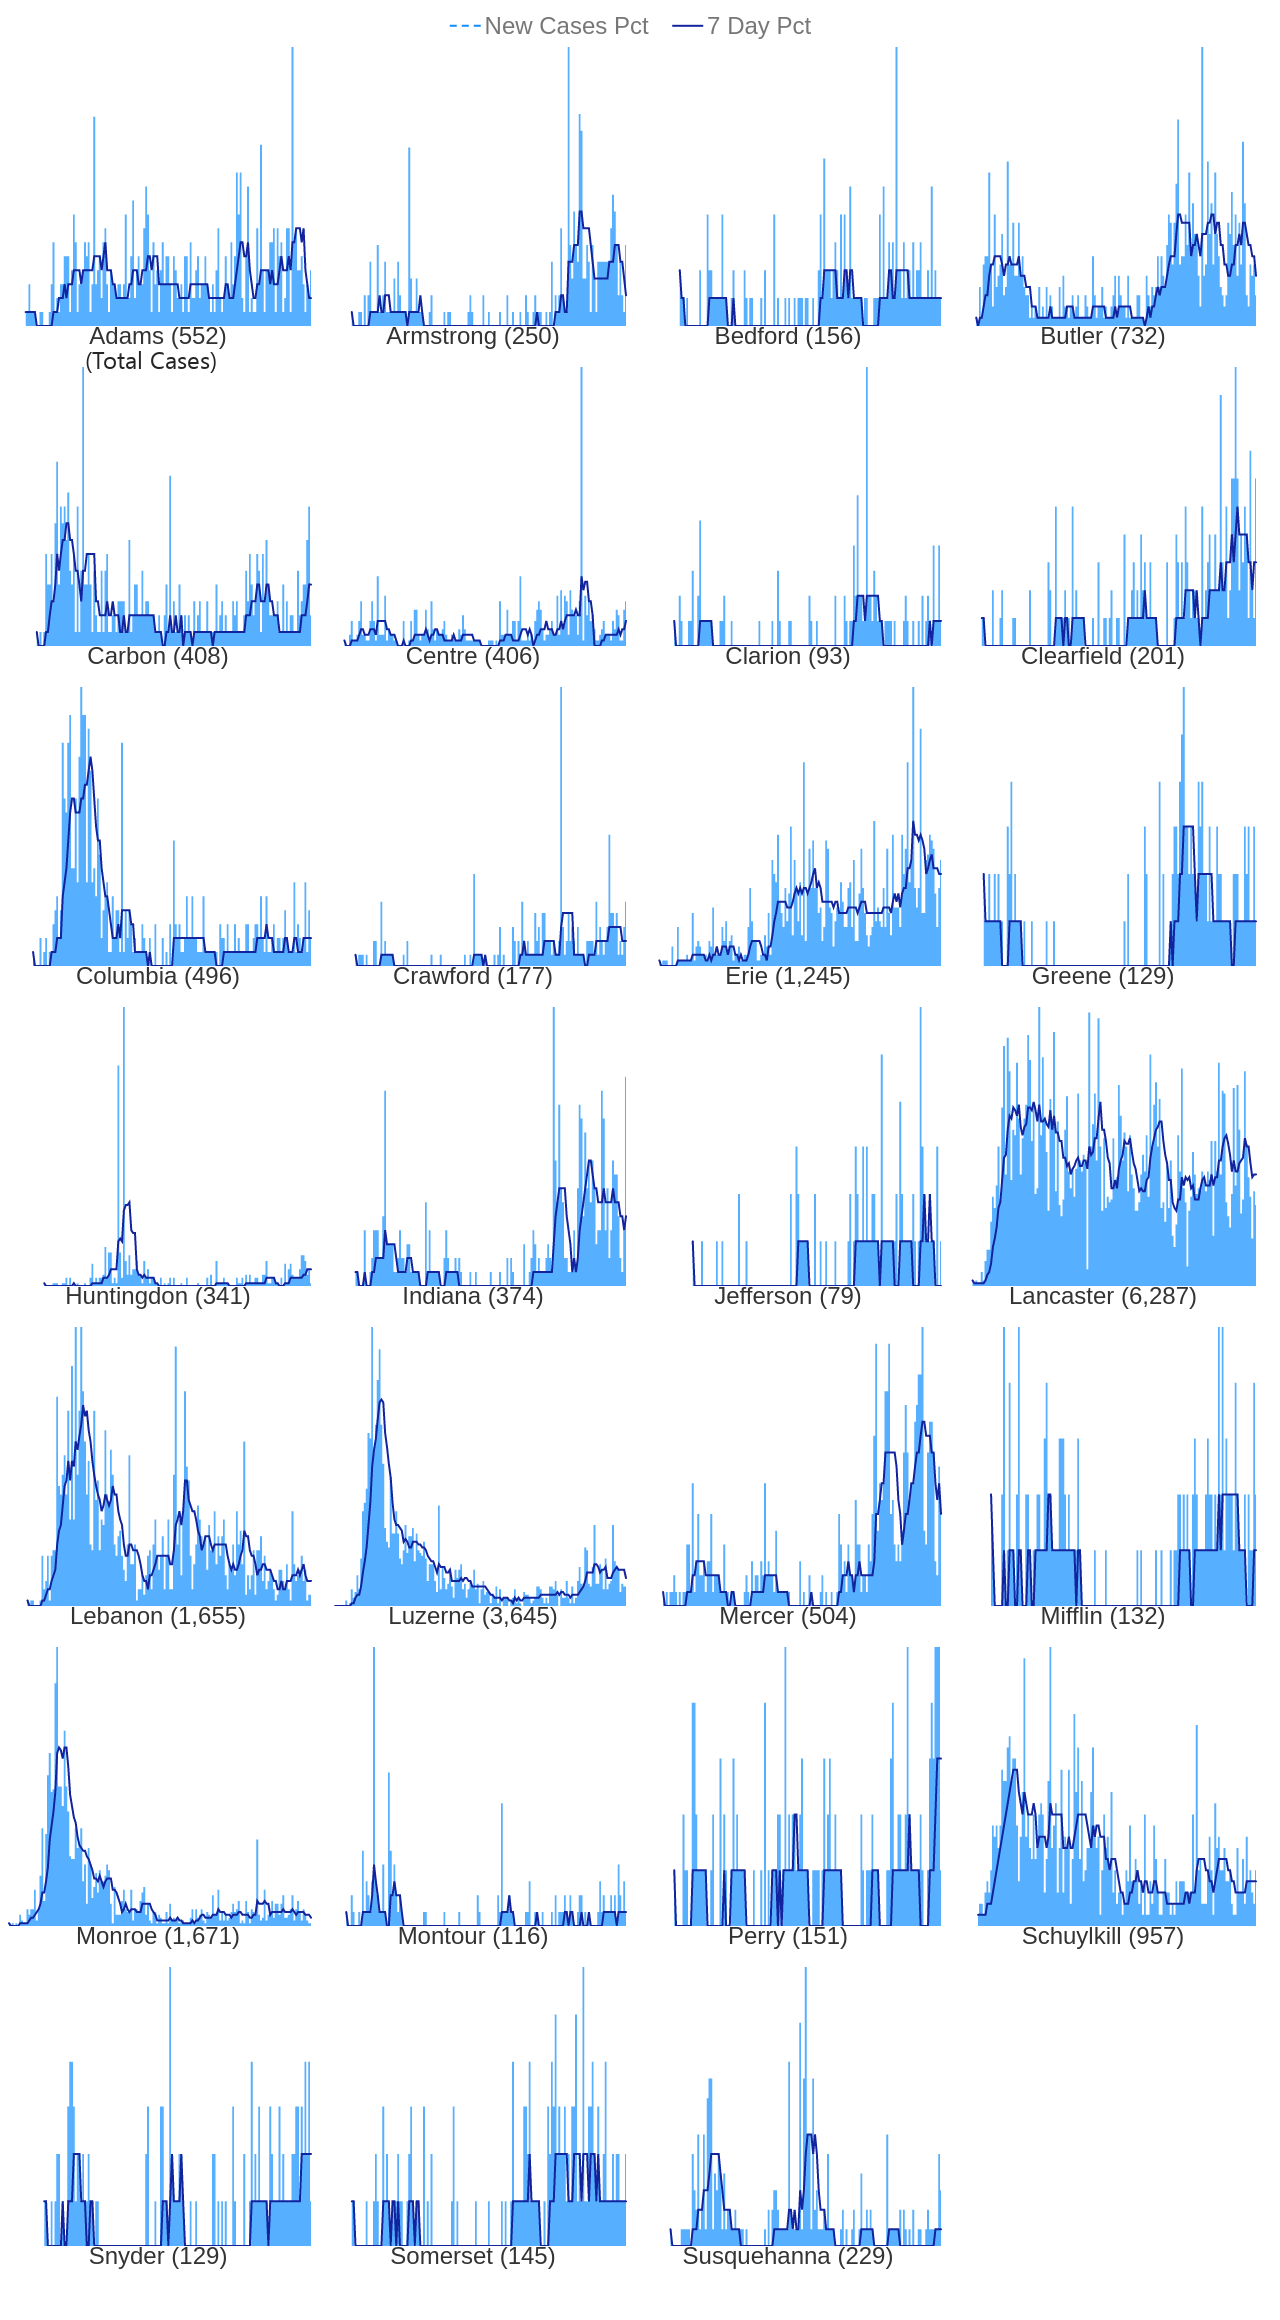 New Cases Pct 7 Day Pct
Adams (552) Armstrong (250) Bedford (156) Butler (732)
(Total Cases)
Carbon (408) Centre (406) Clarion (93) Clearfield (201)
Columbia (496) Crawford (177) Erie (1,245) Greene (129)
Huntingdon (341) Indiana (374) Jefferson (79) Lancaster (6,287)
Lebanon (1,655) Luzerne (3,645) Mercer (504) Mifflin (132)
Monroe (1,671) Montour (116) Perry (151) Schuylkill (957)
Snyder (129) Somerset (145) Susquehanna (229)